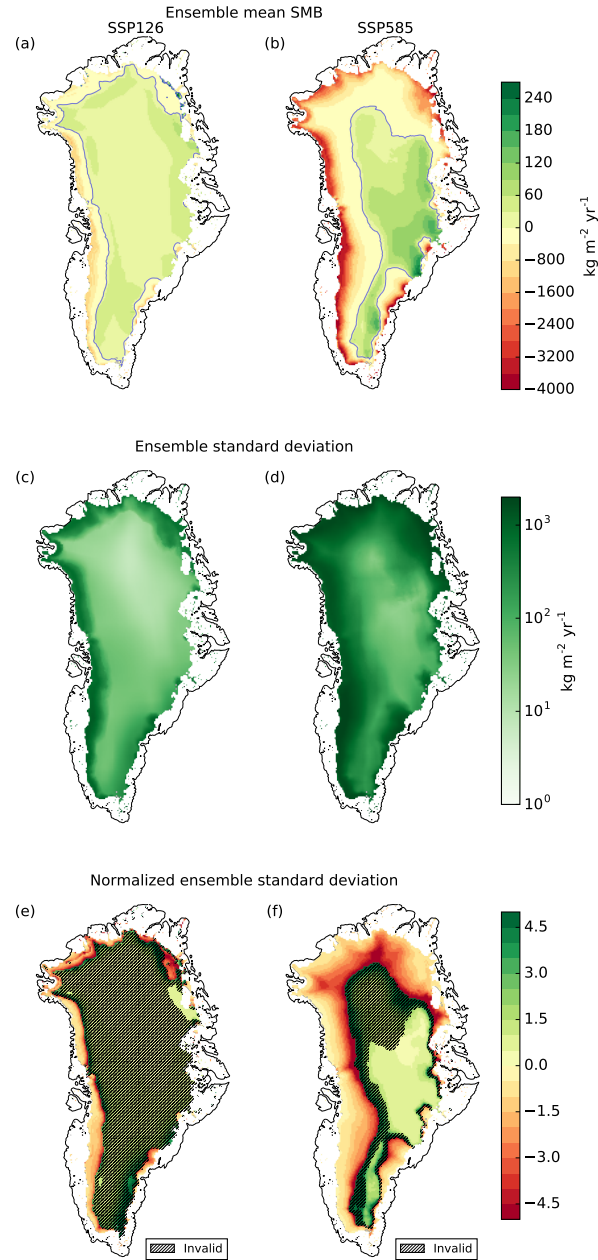 Ensemble mean SMB
SSP126
SSP585
(a)
(b)
240
180
120
60
0
−800
−1600
−2400
−3200
−4000
kg m⁻² yr⁻¹
Ensemble standard deviation
(c)
(d)
10³
10²
10¹
10⁰
kg m⁻² yr⁻¹
Normalized ensemble standard deviation
(e)
(f)
4.5
3.0
1.5
0.0
−1.5
−3.0
−4.5
Invalid
Invalid